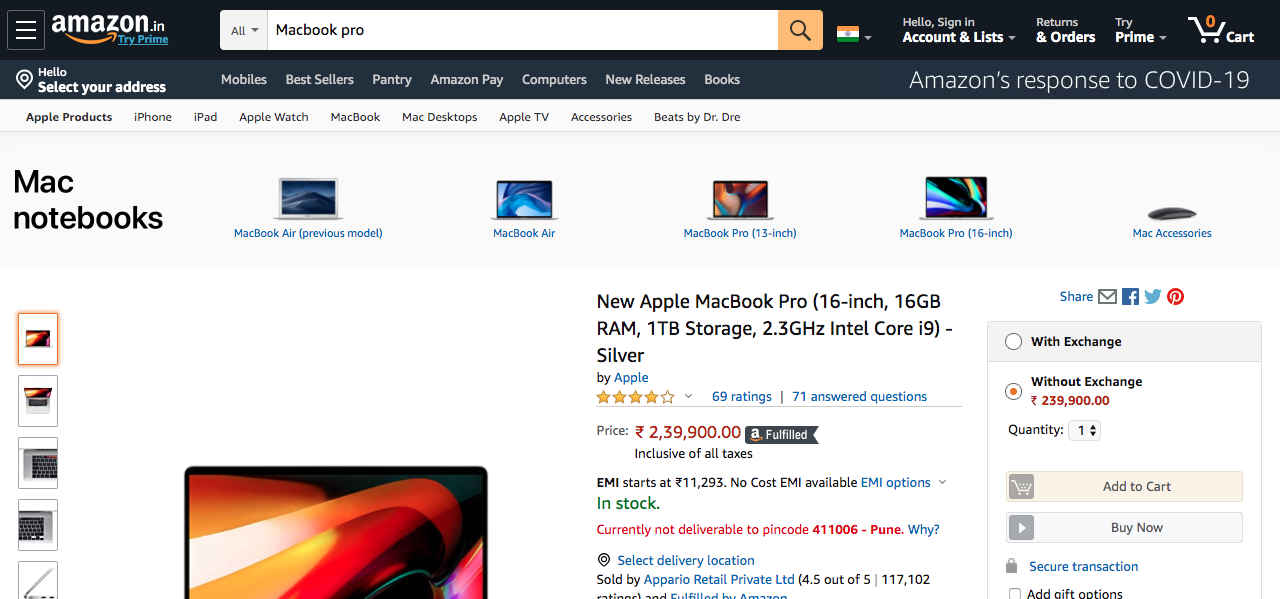 amazon.in
Try Prime
All
Macbook pro
Hello, Sign in
Account & Lists
Returns
& Orders
Try
Prime
0
Cart
Hello
Select your address
Mobiles
Best Sellers
Pantry
Amazon Pay
Computers
New Releases
Books
Amazon's response to COVID-19
Apple Products
iPhone
iPad
Apple Watch
MacBook
Mac Desktops
Apple TV
Accessories
Beats by Dr. Dre
Mac
notebooks
MacBook Air (previous model)
MacBook Air
MacBook Pro (13-inch)
MacBook Pro (16-inch)
Mac Accessories
New Apple MacBook Pro (16-inch, 16GB
RAM, 1TB Storage, 2.3GHz Intel Core i9) -
Silver
by Apple
69 ratings | 71 answered questions
Price: ₹ 2,39,900.00 a Fulfilled
Inclusive of all taxes
EMI starts at ₹11,293. No Cost EMI available EMI options
In stock.
Currently not deliverable to pincode 411006 - Pune. Why?
Select delivery location
Sold by Appario Retail Private Ltd (4.5 out of 5 | 117,102
ratings) and Fulfilled by Amazon.
Share
With Exchange
Without Exchange
₹ 239,900.00
Quantity: 1
Add to Cart
Buy Now
Secure transaction
Add gift options